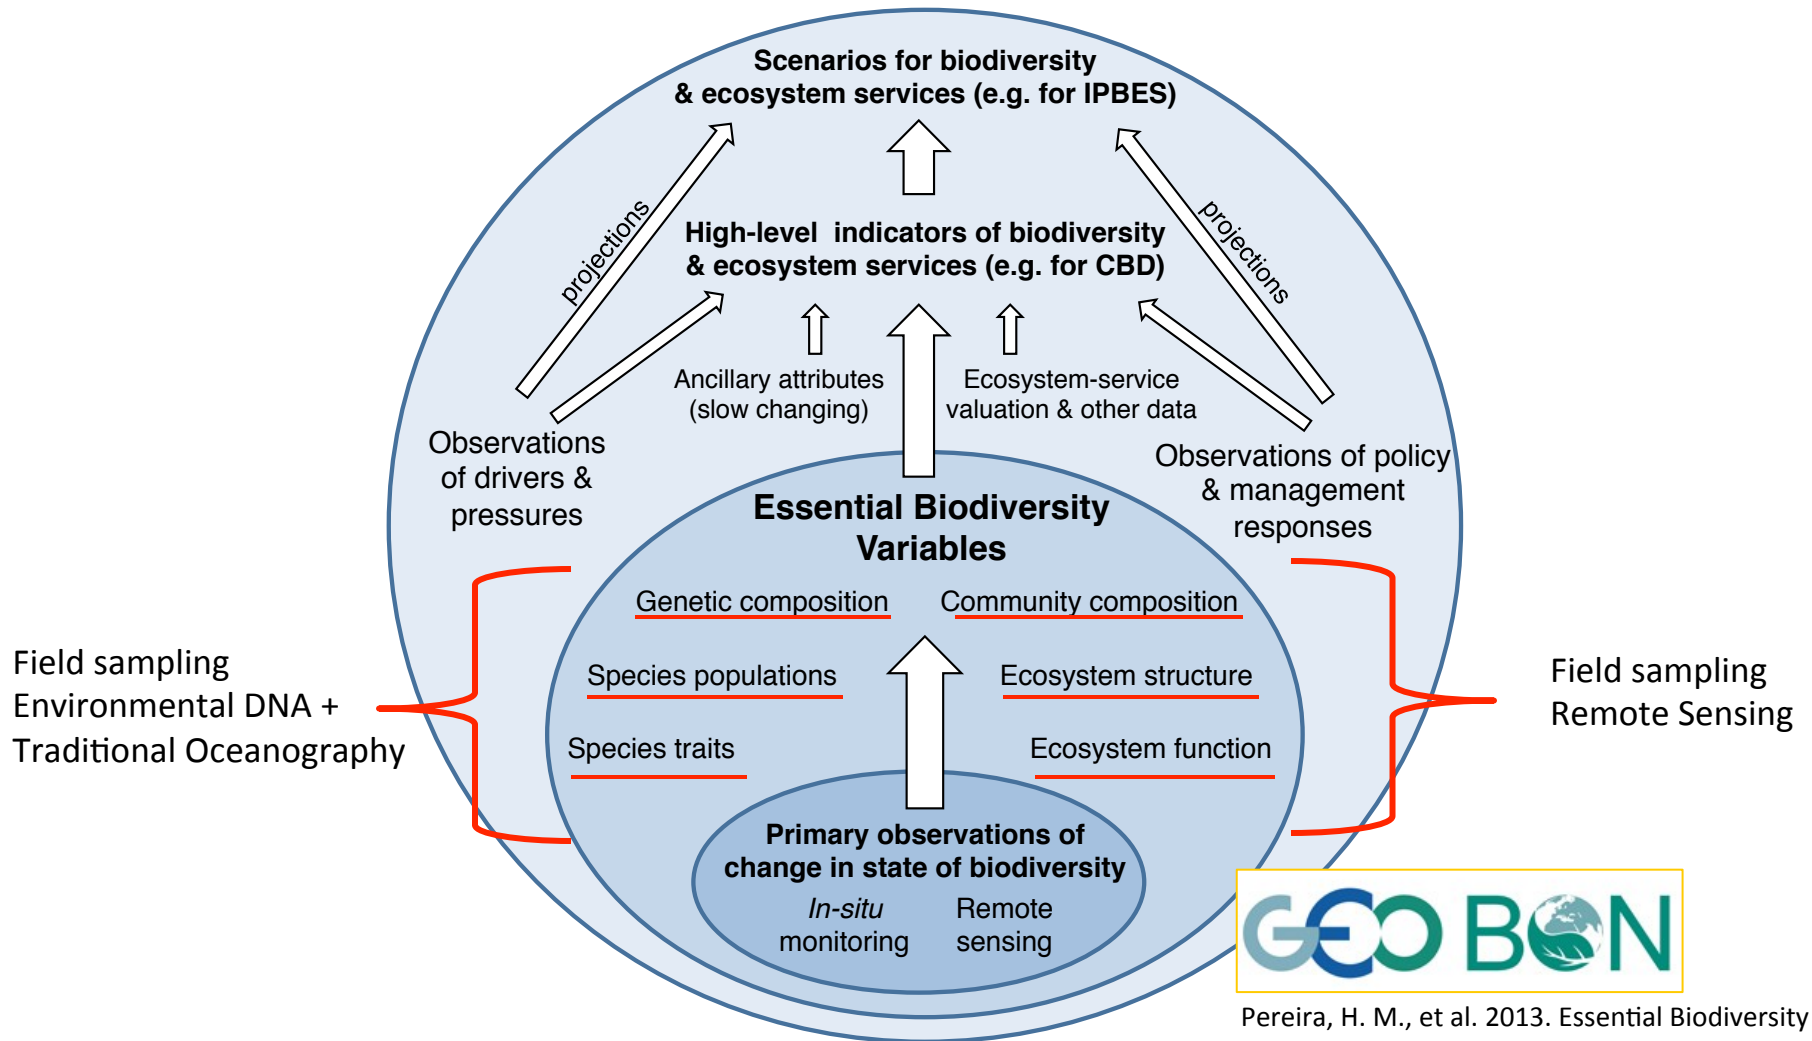 Scenarios for biodiversity
& ecosystem services (e.g. for IPBES)
projections
projections
High-level indicators of biodiversity
& ecosystem services (e.g. for CBD)
Ancillary attributes
(slow changing)
Ecosystem-service
valuation & other data
Observations
of drivers &
pressures
Observations of policy
& management
responses
Essential Biodiversity
Variables
Genetic composition
Community composition
Species populations
Ecosystem structure
Species traits
Ecosystem function
Field sampling
Environmental DNA +
Traditional Oceanography
Field sampling
Remote Sensing
Primary observations of
change in state of biodiversity
In-situ
monitoring
Remote
sensing
GEO BON
Pereira, H. M., et al. 2013. Essential Biodiversity